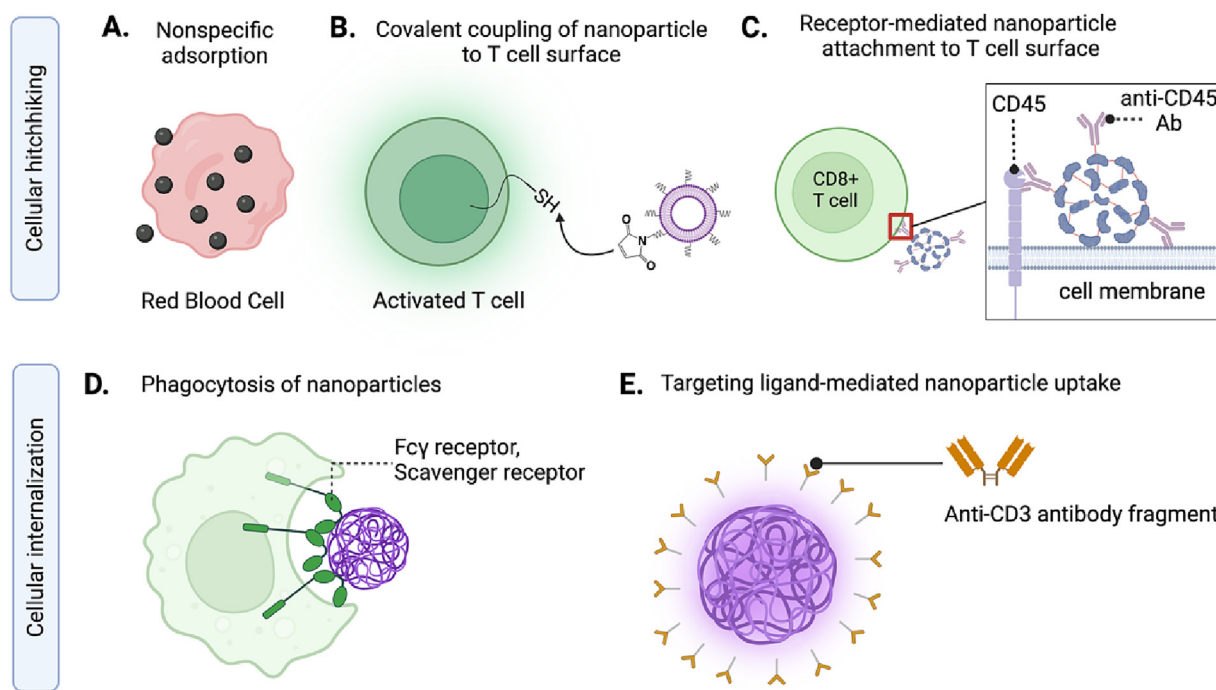 Cellular hitchhiking
A.
Nonspecific
adsorption
Red Blood Cell
B.
Covalent coupling of nanoparticle
to T cell surface
SH
N
O
O
Activated T cell
C.
Receptor-mediated nanoparticle
attachment to T cell surface
CD8+
T cell
CD45
anti-CD45
Ab
cell membrane
Cellular internalization
D.
Phagocytosis of nanoparticles
Fcγ receptor,
Scavenger receptor
E.
Targeting ligand-mediated nanoparticle uptake
Anti-CD3 antibody fragment